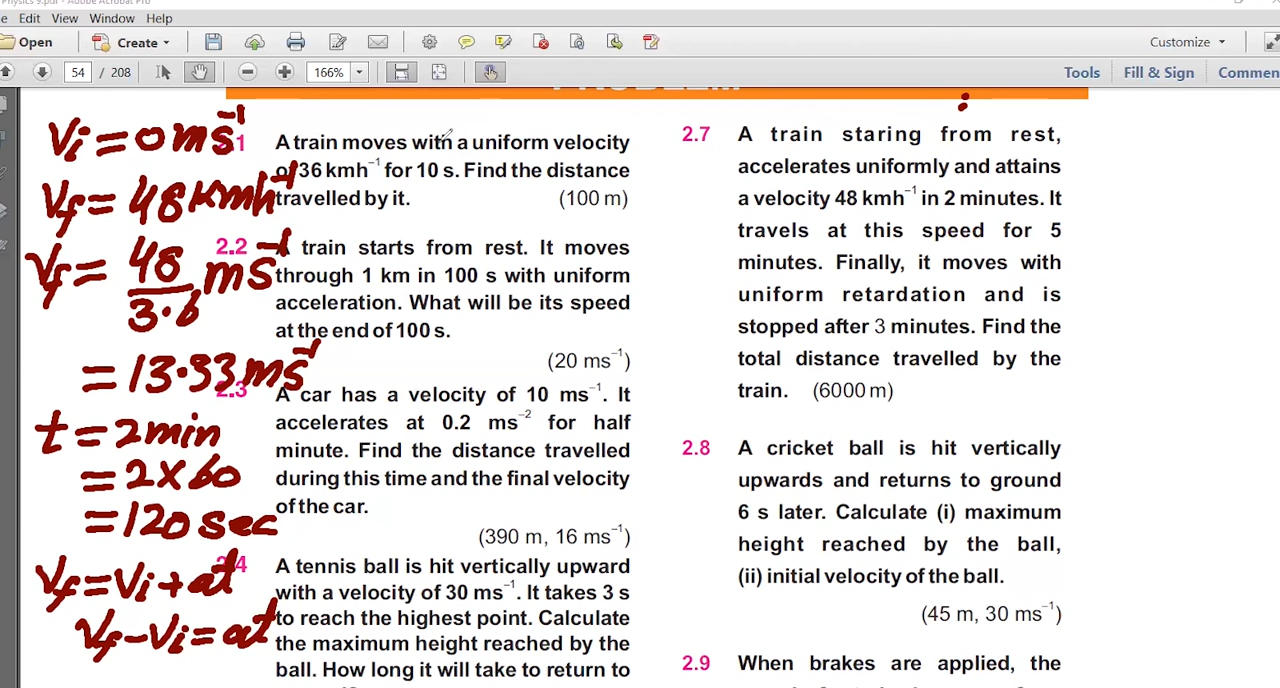 Physics 9.pdf - Adobe Acrobat Pro
Edit View Window Help
Open Create Customize
54 / 208 166% Tools Fill & Sign Commen
Vi = 0 ms⁻¹
Vf = 48 kmh⁻¹
Vf = 48/3.6 ms⁻¹
= 13.33 ms⁻¹
t = 2 min
= 2 × 60
= 120 sec
Vf = Vi + at
Vf - Vi = at
A train moves with a uniform velocity
of 36 kmh⁻¹ for 10 s. Find the distance
travelled by it. (100 m)
2.2 A train starts from rest. It moves
through 1 km in 100 s with uniform
acceleration. What will be its speed
at the end of 100 s.
(20 ms⁻¹)
2.3 A car has a velocity of 10 ms⁻¹. It
accelerates at 0.2 ms⁻² for half
minute. Find the distance travelled
during this time and the final velocity
of the car.
(390 m, 16 ms⁻¹)
2.4 A tennis ball is hit vertically upward
with a velocity of 30 ms⁻¹. It takes 3 s
to reach the highest point. Calculate
the maximum height reached by the
ball. How long it will take to return to
2.7 A train staring from rest,
accelerates uniformly and attains
a velocity 48 kmh⁻¹ in 2 minutes. It
travels at this speed for 5
minutes. Finally, it moves with
uniform retardation and is
stopped after 3 minutes. Find the
total distance travelled by the
train. (6000 m)
2.8 A cricket ball is hit vertically
upwards and returns to ground
6 s later. Calculate (i) maximum
height reached by the ball,
(ii) initial velocity of the ball.
(45 m, 30 ms⁻¹)
2.9 When brakes are applied, the